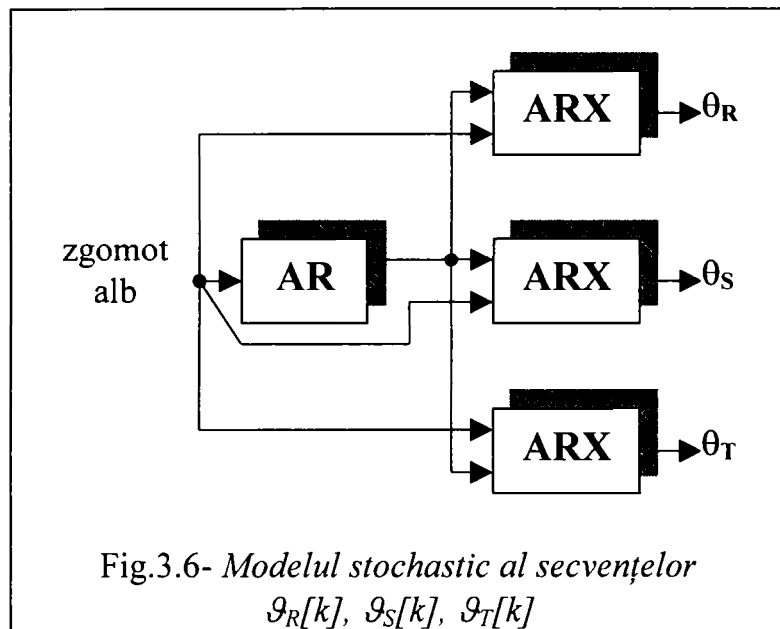 ARX
θR
zgomot
alb
AR
ARX
θS
ARX
θT
Fig.3.6- Modelul stochastic al secvențelor
ϑR[k], ϑS[k], ϑT[k]